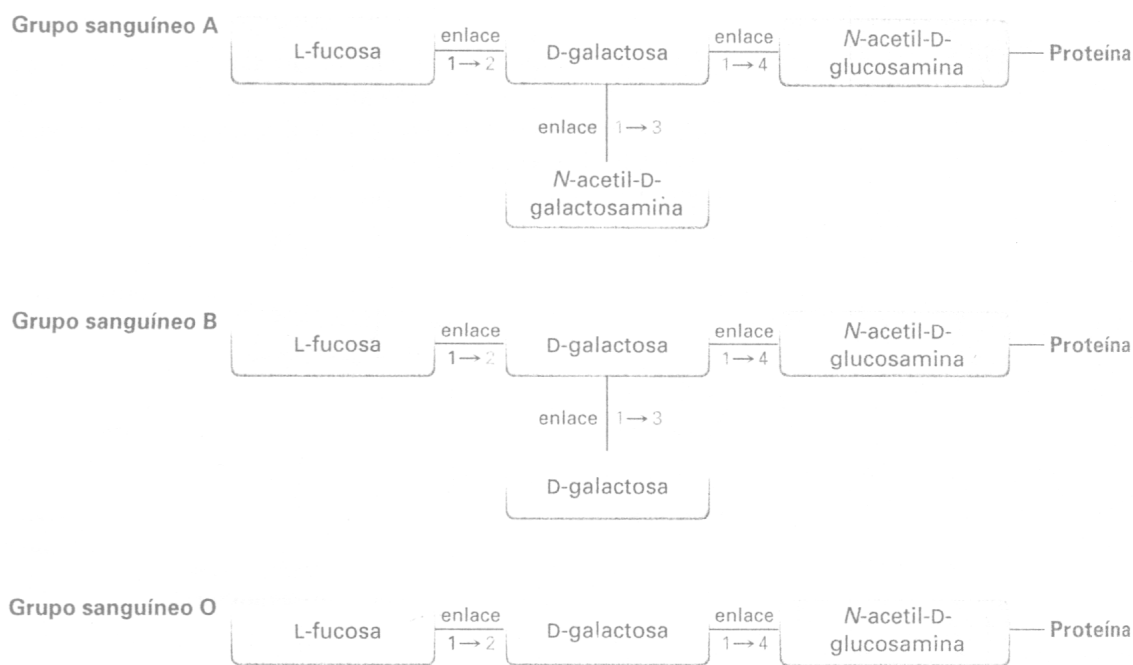 Grupo sanguíneo A
L-fucosa
enlace
1→2
D-galactosa
enlace
1→4
N-acetil-D-
glucosamina
Proteína
enlace
1→3
N-acetil-D-
galactosamina
Grupo sanguíneo B
L-fucosa
enlace
1→2
D-galactosa
enlace
1→4
N-acetil-D-
glucosamina
Proteína
enlace
1→3
D-galactosa
Grupo sanguíneo O
L-fucosa
enlace
1→2
D-galactosa
enlace
1→4
N-acetil-D-
glucosamina
Proteína